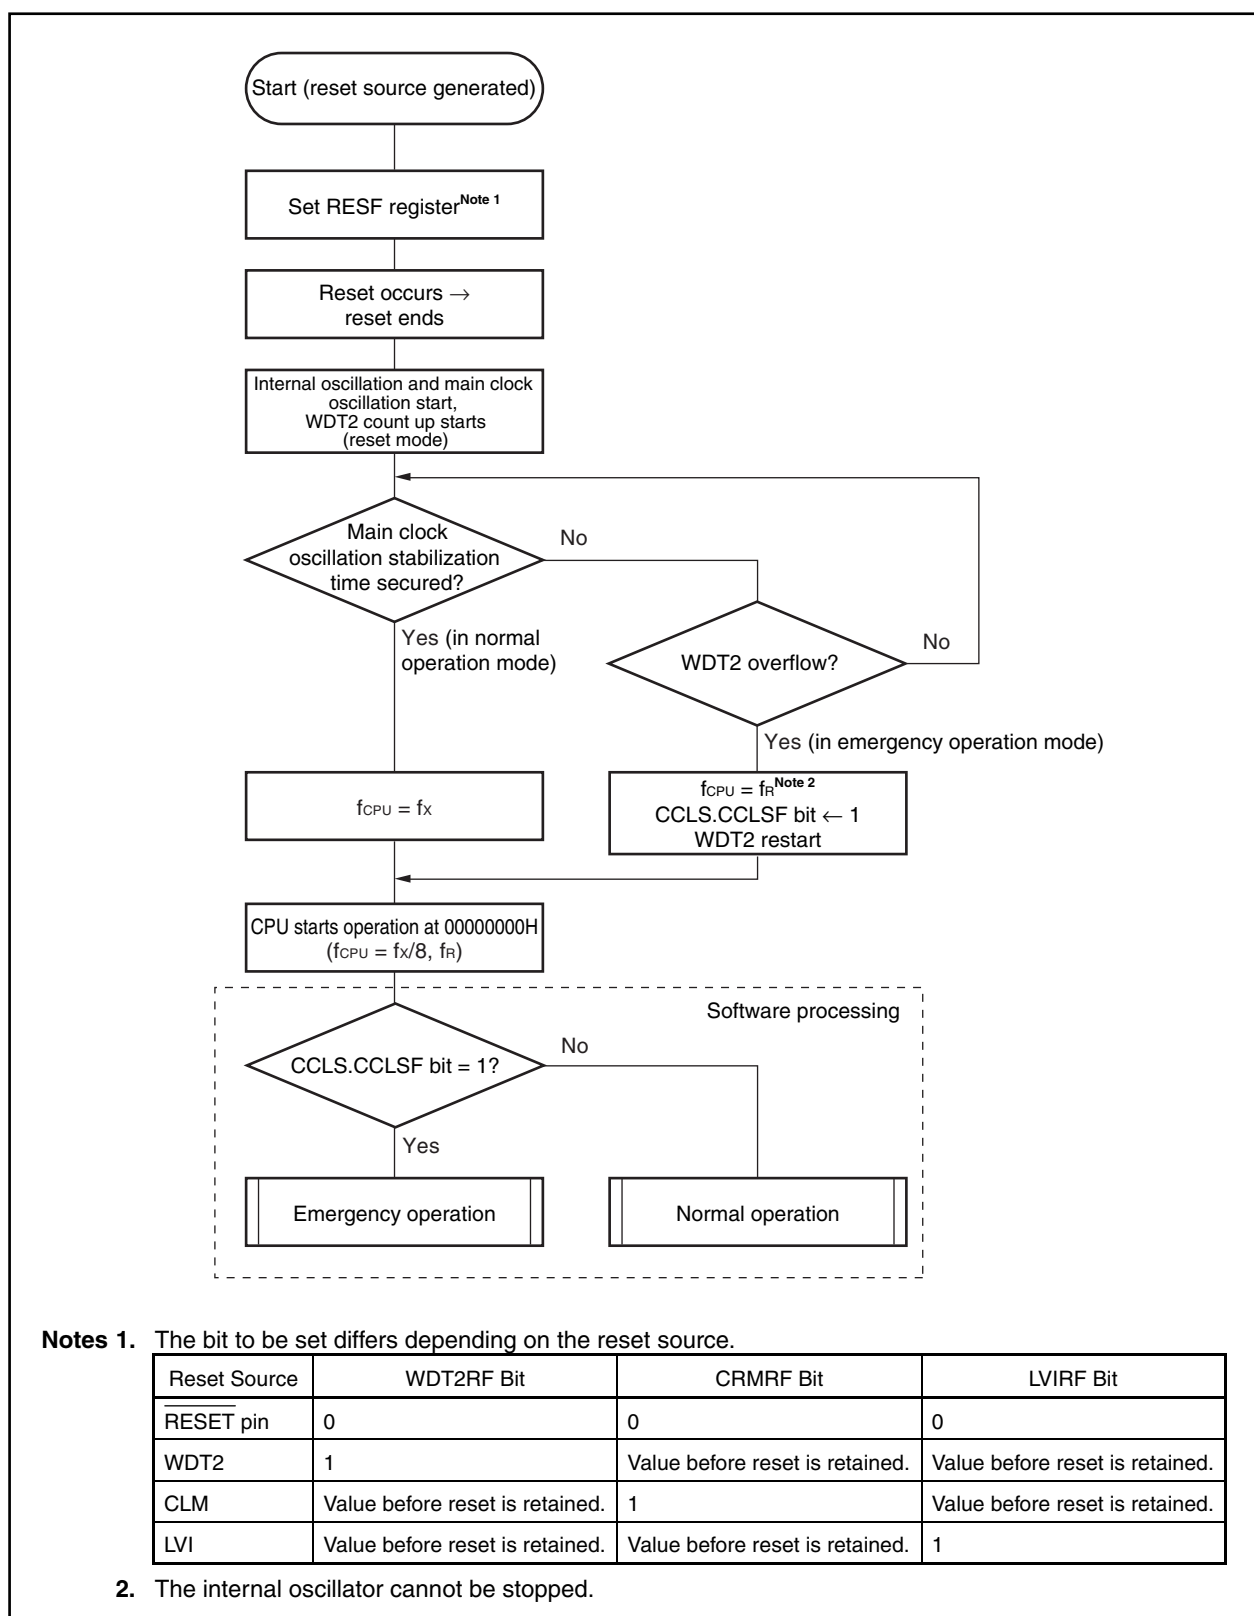 Start (reset source generated)
Set RESF register Note 1
Reset occurs →
reset ends
Internal oscillation and main clock
oscillation start,
WDT2 count up starts
(reset mode)
Main clock
oscillation stabilization
time secured?
No
Yes (in normal
operation mode)
WDT2 overflow?
No
Yes (in emergency operation mode)
fCPU = fX
fCPU = fR Note 2
CCLS.CCLSF bit ← 1
WDT2 restart
CPU starts operation at 00000000H
(fCPU = fX/8, fR)
Software processing
CCLS.CCLSF bit = 1?
No
Yes
Emergency operation
Normal operation
Notes 1. The bit to be set differs depending on the reset source.
Reset Source WDT2RF Bit CRMRF Bit LVIRF Bit
RESET pin 0 0 0
WDT2 1 Value before reset is retained. Value before reset is retained.
CLM Value before reset is retained. 1 Value before reset is retained.
LVI Value before reset is retained. Value before reset is retained. 1
2. The internal oscillator cannot be stopped.